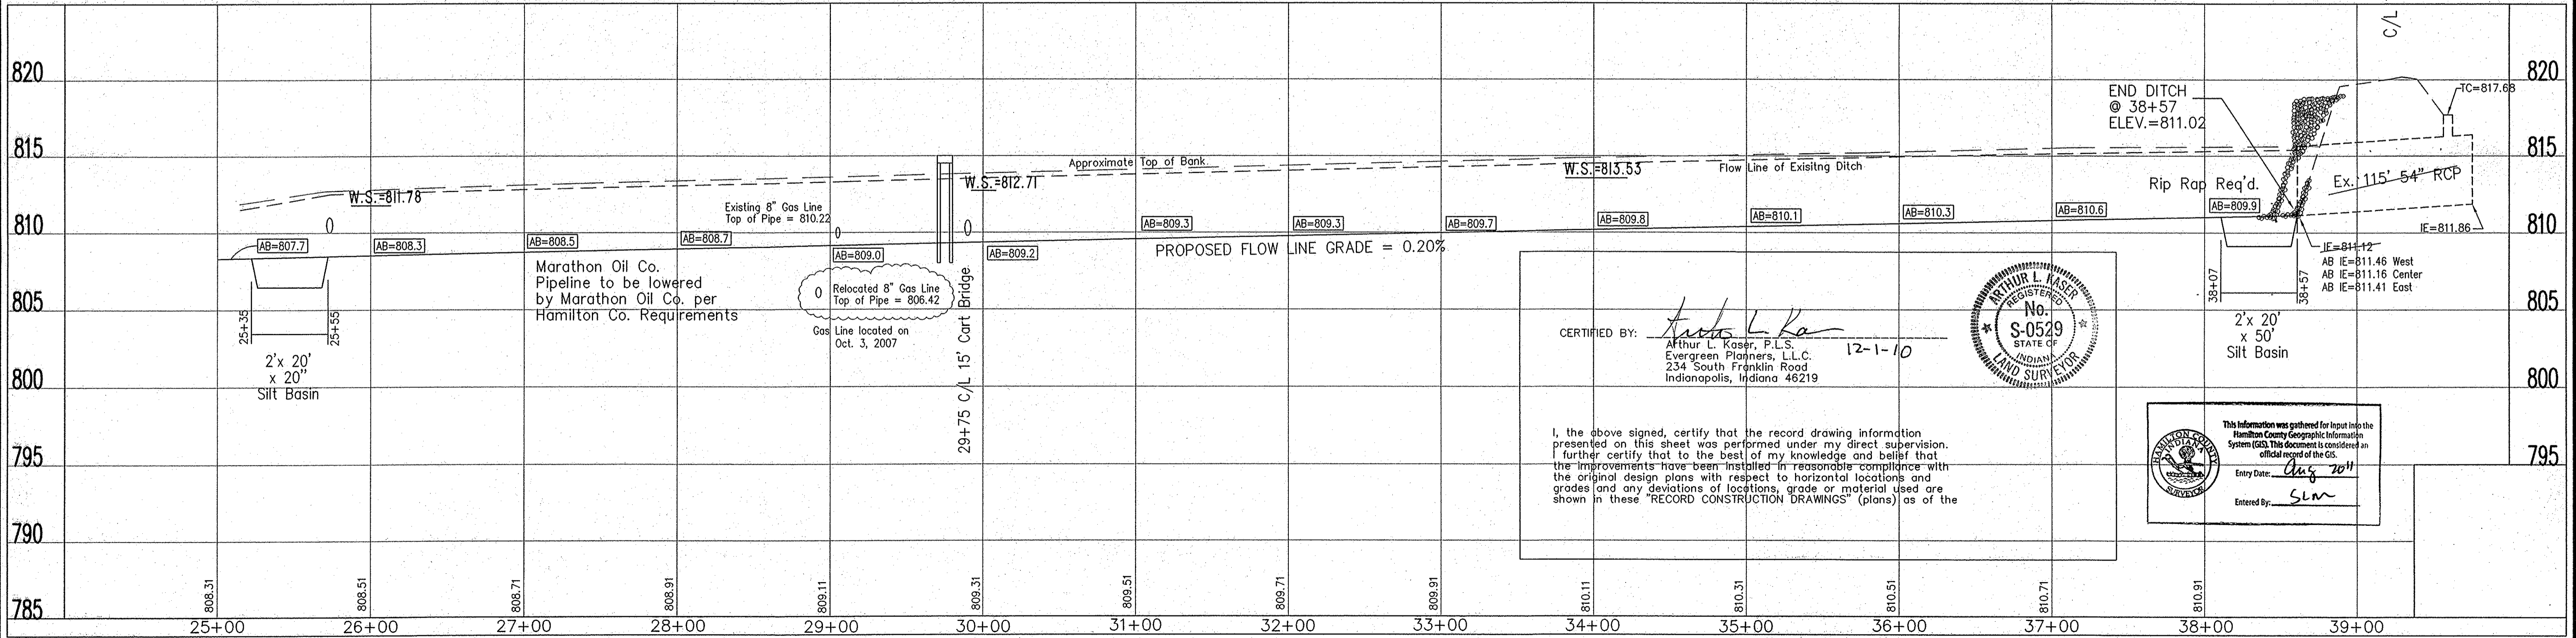 C/L
820
820
815
815
810
810
805
805
800
800
795
795
790
785
END DITCH
@ 38+57
ELEV.=811.02
TC=817.68
Approximate Top of Bank
W.S.=811.78
W.S.=812.71
W.S.=813.53
Flow Line of Exisitng Ditch
Rip Rap Req'd.
Ex. 115' 54" RCP
Existing 8" Gas Line
Top of Pipe = 810.22
AB=807.7
AB=808.3
AB=808.5
AB=808.7
AB=809.0
AB=809.2
AB=809.3
AB=809.3
AB=809.7
AB=809.8
AB=810.1
AB=810.3
AB=810.6
AB=809.9
IE=811.86
PROPOSED FLOW LINE GRADE = 0.20%
IE=811.12
AB IE=811.46 West
AB IE=811.16 Center
AB IE=811.41 East
Marathon Oil Co.
Pipeline to be lowered
by Marathon Oil Co. per
Hamilton Co. Requirements
Relocated 8" Gas Line
Top of Pipe = 806.42
Gas Line located on
Oct. 3, 2007
29+75 C/L 15' Cart Bridge
25+35
25+55
2'x 20'
x 20"
Silt Basin
38+07
38+57
2'x 20'
x 50'
Silt Basin
CERTIFIED BY:
Arthur L. Kaser, P.L.S.
Evergreen Planners, L.L.C.
234 South Franklin Road
Indianapolis, Indiana 46219
12-1-10
ARTHUR L. KASER
REGISTERED
No.
S-0529
STATE OF
INDIANA
LAND SURVEYOR
I, the above signed, certify that the record drawing information
presented on this sheet was performed under my direct supervision.
I further certify that to the best of my knowledge and belief that
the improvements have been installed in reasonable compliance with
the original design plans with respect to horizontal locations and
grades and any deviations of locations, grade or material used are
shown in these "RECORD CONSTRUCTION DRAWINGS" (plans) as of the
HAMILTON COUNTY
INDIANA
SURVEYOR
This Information was gathered for Input into the
Hamilton County Geographic Information
System (GIS). This document is considered an
official record of the GIS.
Entry Date: Aug 2011
Entered By: SLM
808.31
808.51
808.71
808.91
809.11
809.31
809.51
809.71
809.91
810.11
810.31
810.51
810.71
810.91
25+00
26+00
27+00
28+00
29+00
30+00
31+00
32+00
33+00
34+00
35+00
36+00
37+00
38+00
39+00